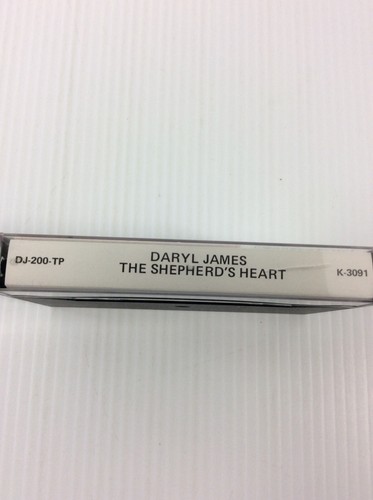 DJ-200-TP
DARYL JAMES
THE SHEPHERD'S HEART
K-3091